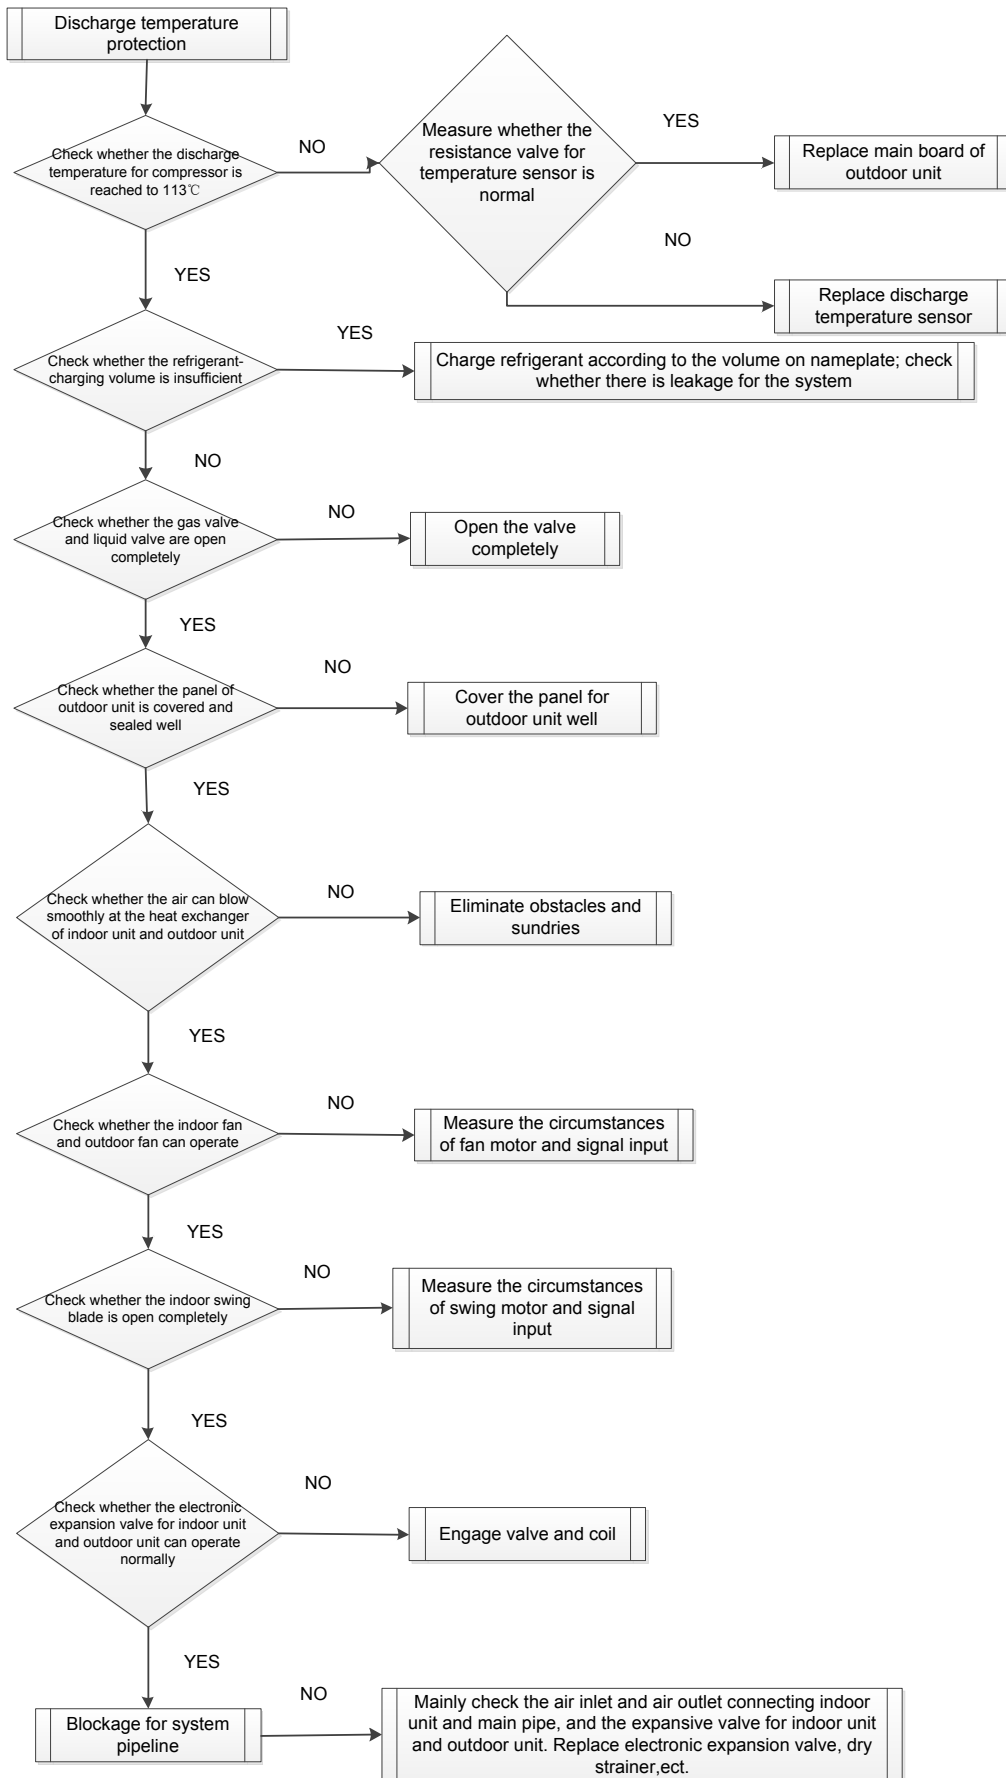 Discharge temperature
protection
Check whether the discharge
temperature for compressor is
reached to 113℃
NO
Measure whether the
resistance valve for
temperature sensor is
normal
YES
Replace main board of
outdoor unit
NO
Replace discharge
temperature sensor
YES
Check whether the refrigerant-
charging volume is insufficient
YES
Charge refrigerant according to the volume on nameplate; check
whether there is leakage for the system
NO
Check whether the gas valve
and liquid valve are open
completely
NO
Open the valve
completely
YES
Check whether the panel of
outdoor unit is covered and
sealed well
NO
Cover the panel for
outdoor unit well
YES
Check whether the air can blow
smoothly at the heat exchanger
of indoor unit and outdoor unit
NO
Eliminate obstacles and
sundries
YES
Check whether the indoor fan
and outdoor fan can operate
NO
Measure the circumstances
of fan motor and signal input
YES
Check whether the indoor swing
blade is open completely
NO
Measure the circumstances
of swing motor and signal
input
YES
Check whether the electronic
expansion valve for indoor unit
and outdoor unit can operate
normally
NO
Engage valve and coil
YES
Blockage for system
pipeline
NO
Mainly check the air inlet and air outlet connecting indoor
unit and main pipe, and the expansive valve for indoor unit
and outdoor unit. Replace electronic expansion valve, dry
strainer,ect.